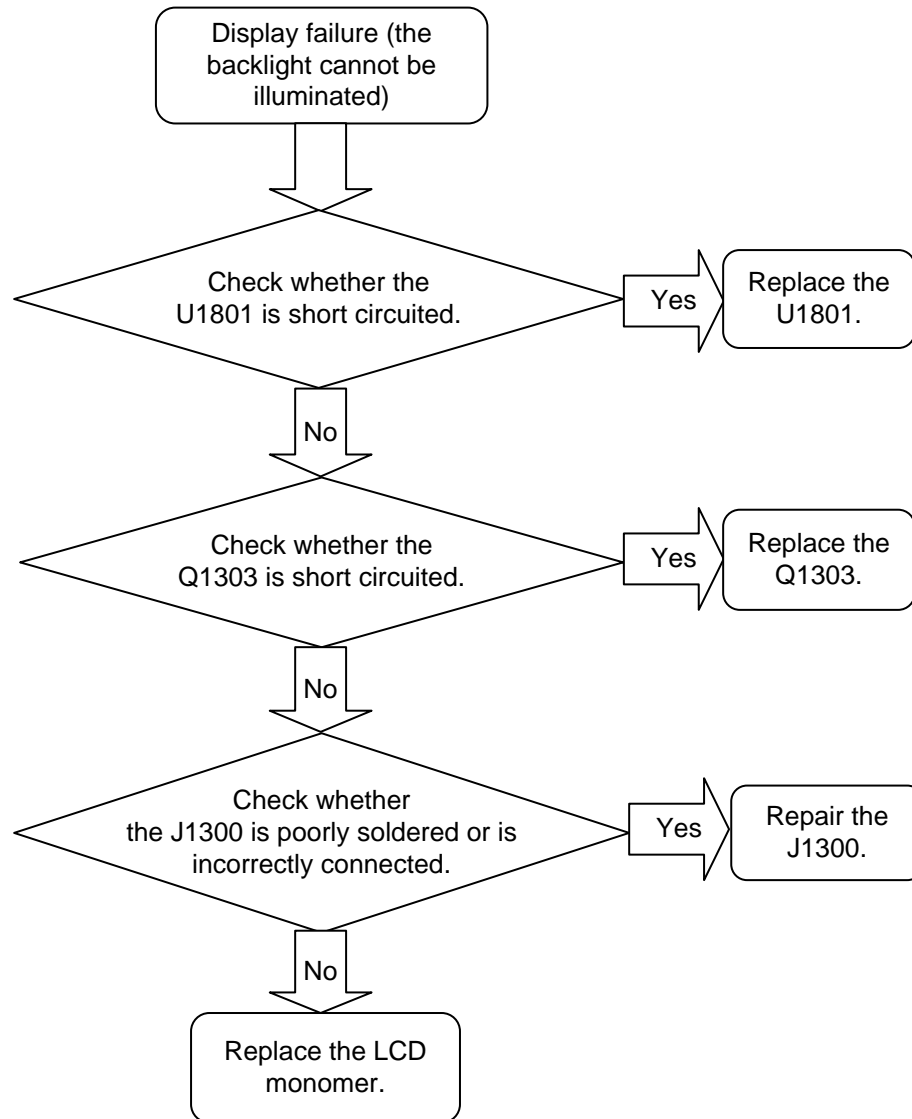 Display failure (the
backlight cannot be
illuminated)
Check whether the
U1801 is short circuited.
Yes
Replace the
U1801.
No
Check whether the
Q1303 is short circuited.
Yes
Replace the
Q1303.
No
Check whether
the J1300 is poorly soldered or is
incorrectly connected.
Yes
Repair the
J1300.
No
Replace the LCD
monomer.